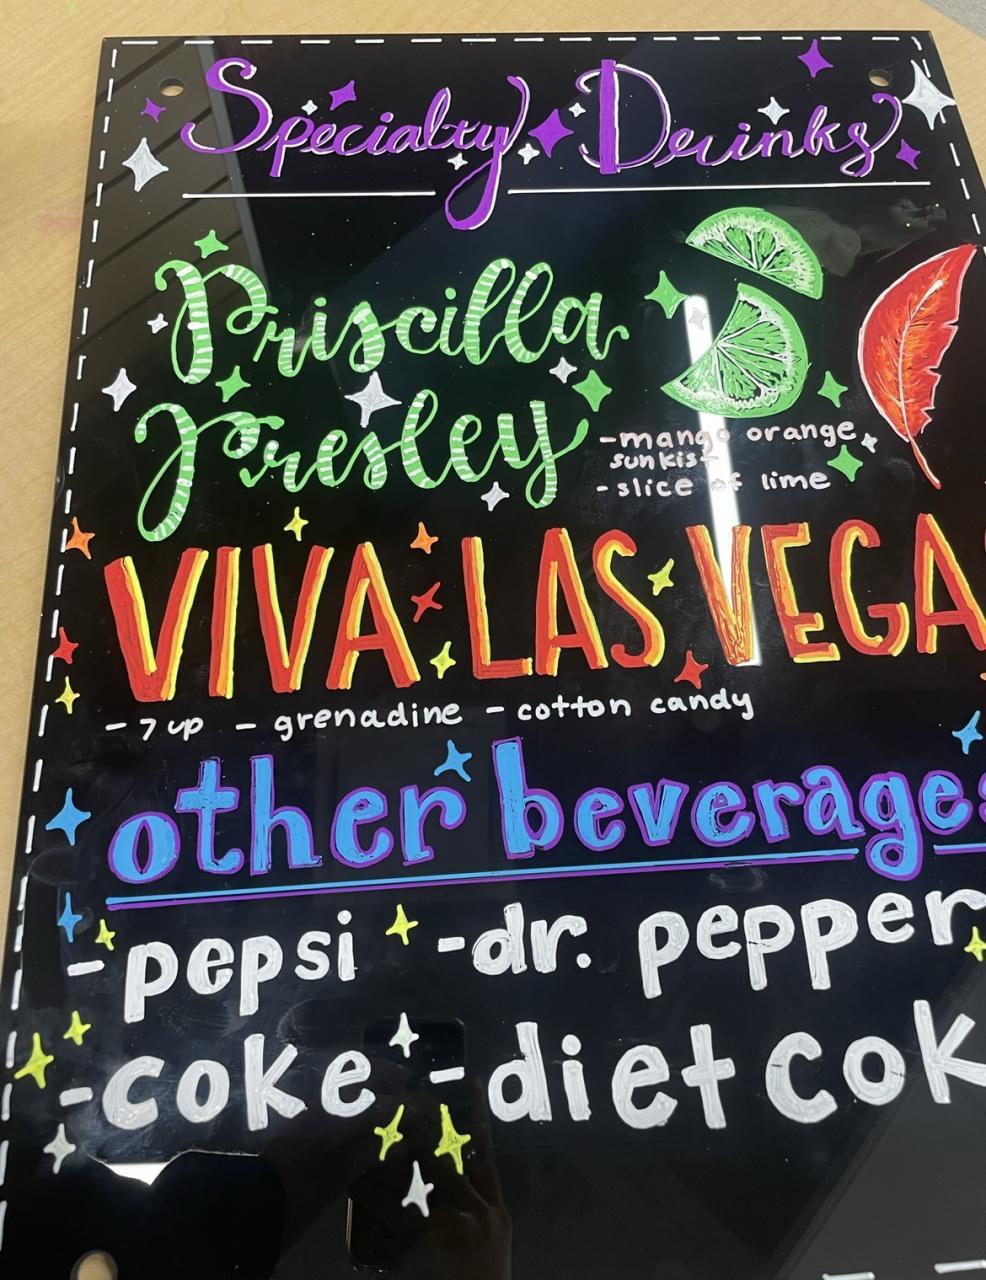 Specialty Drinks
Priscilla
Presley
-mango orange
sunkist
-slice of lime
VIVA LAS VEGA
-7up -grenadine -cotton candy
other beverages
-pepsi -dr. pepper
-coke -diet cok